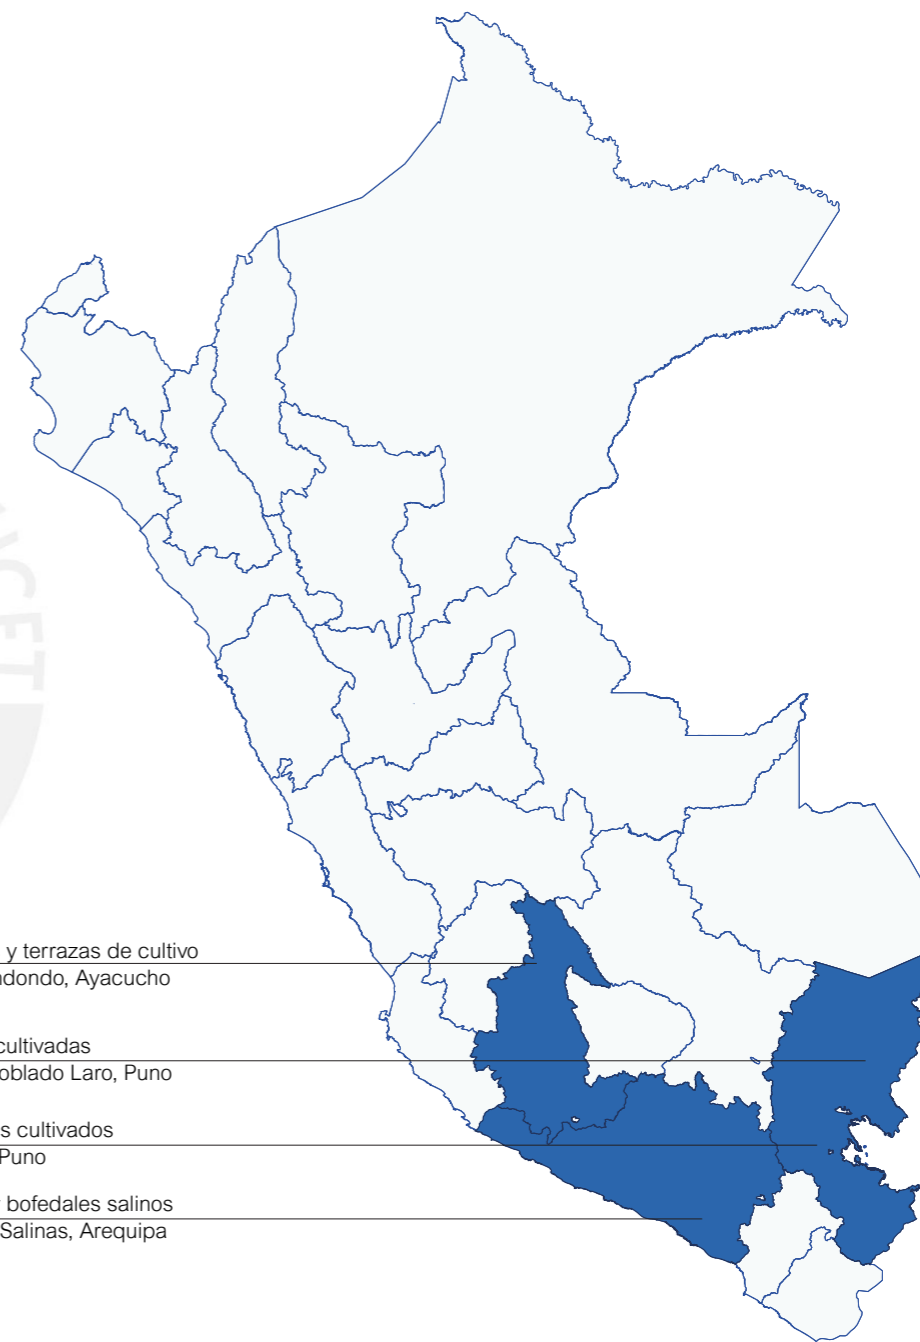 y terrazas de cultivo
ndondo, Ayacucho
cultivadas
oblado Laro, Puno
s cultivados
Puno
bofedales salinos
Salinas, Arequipa